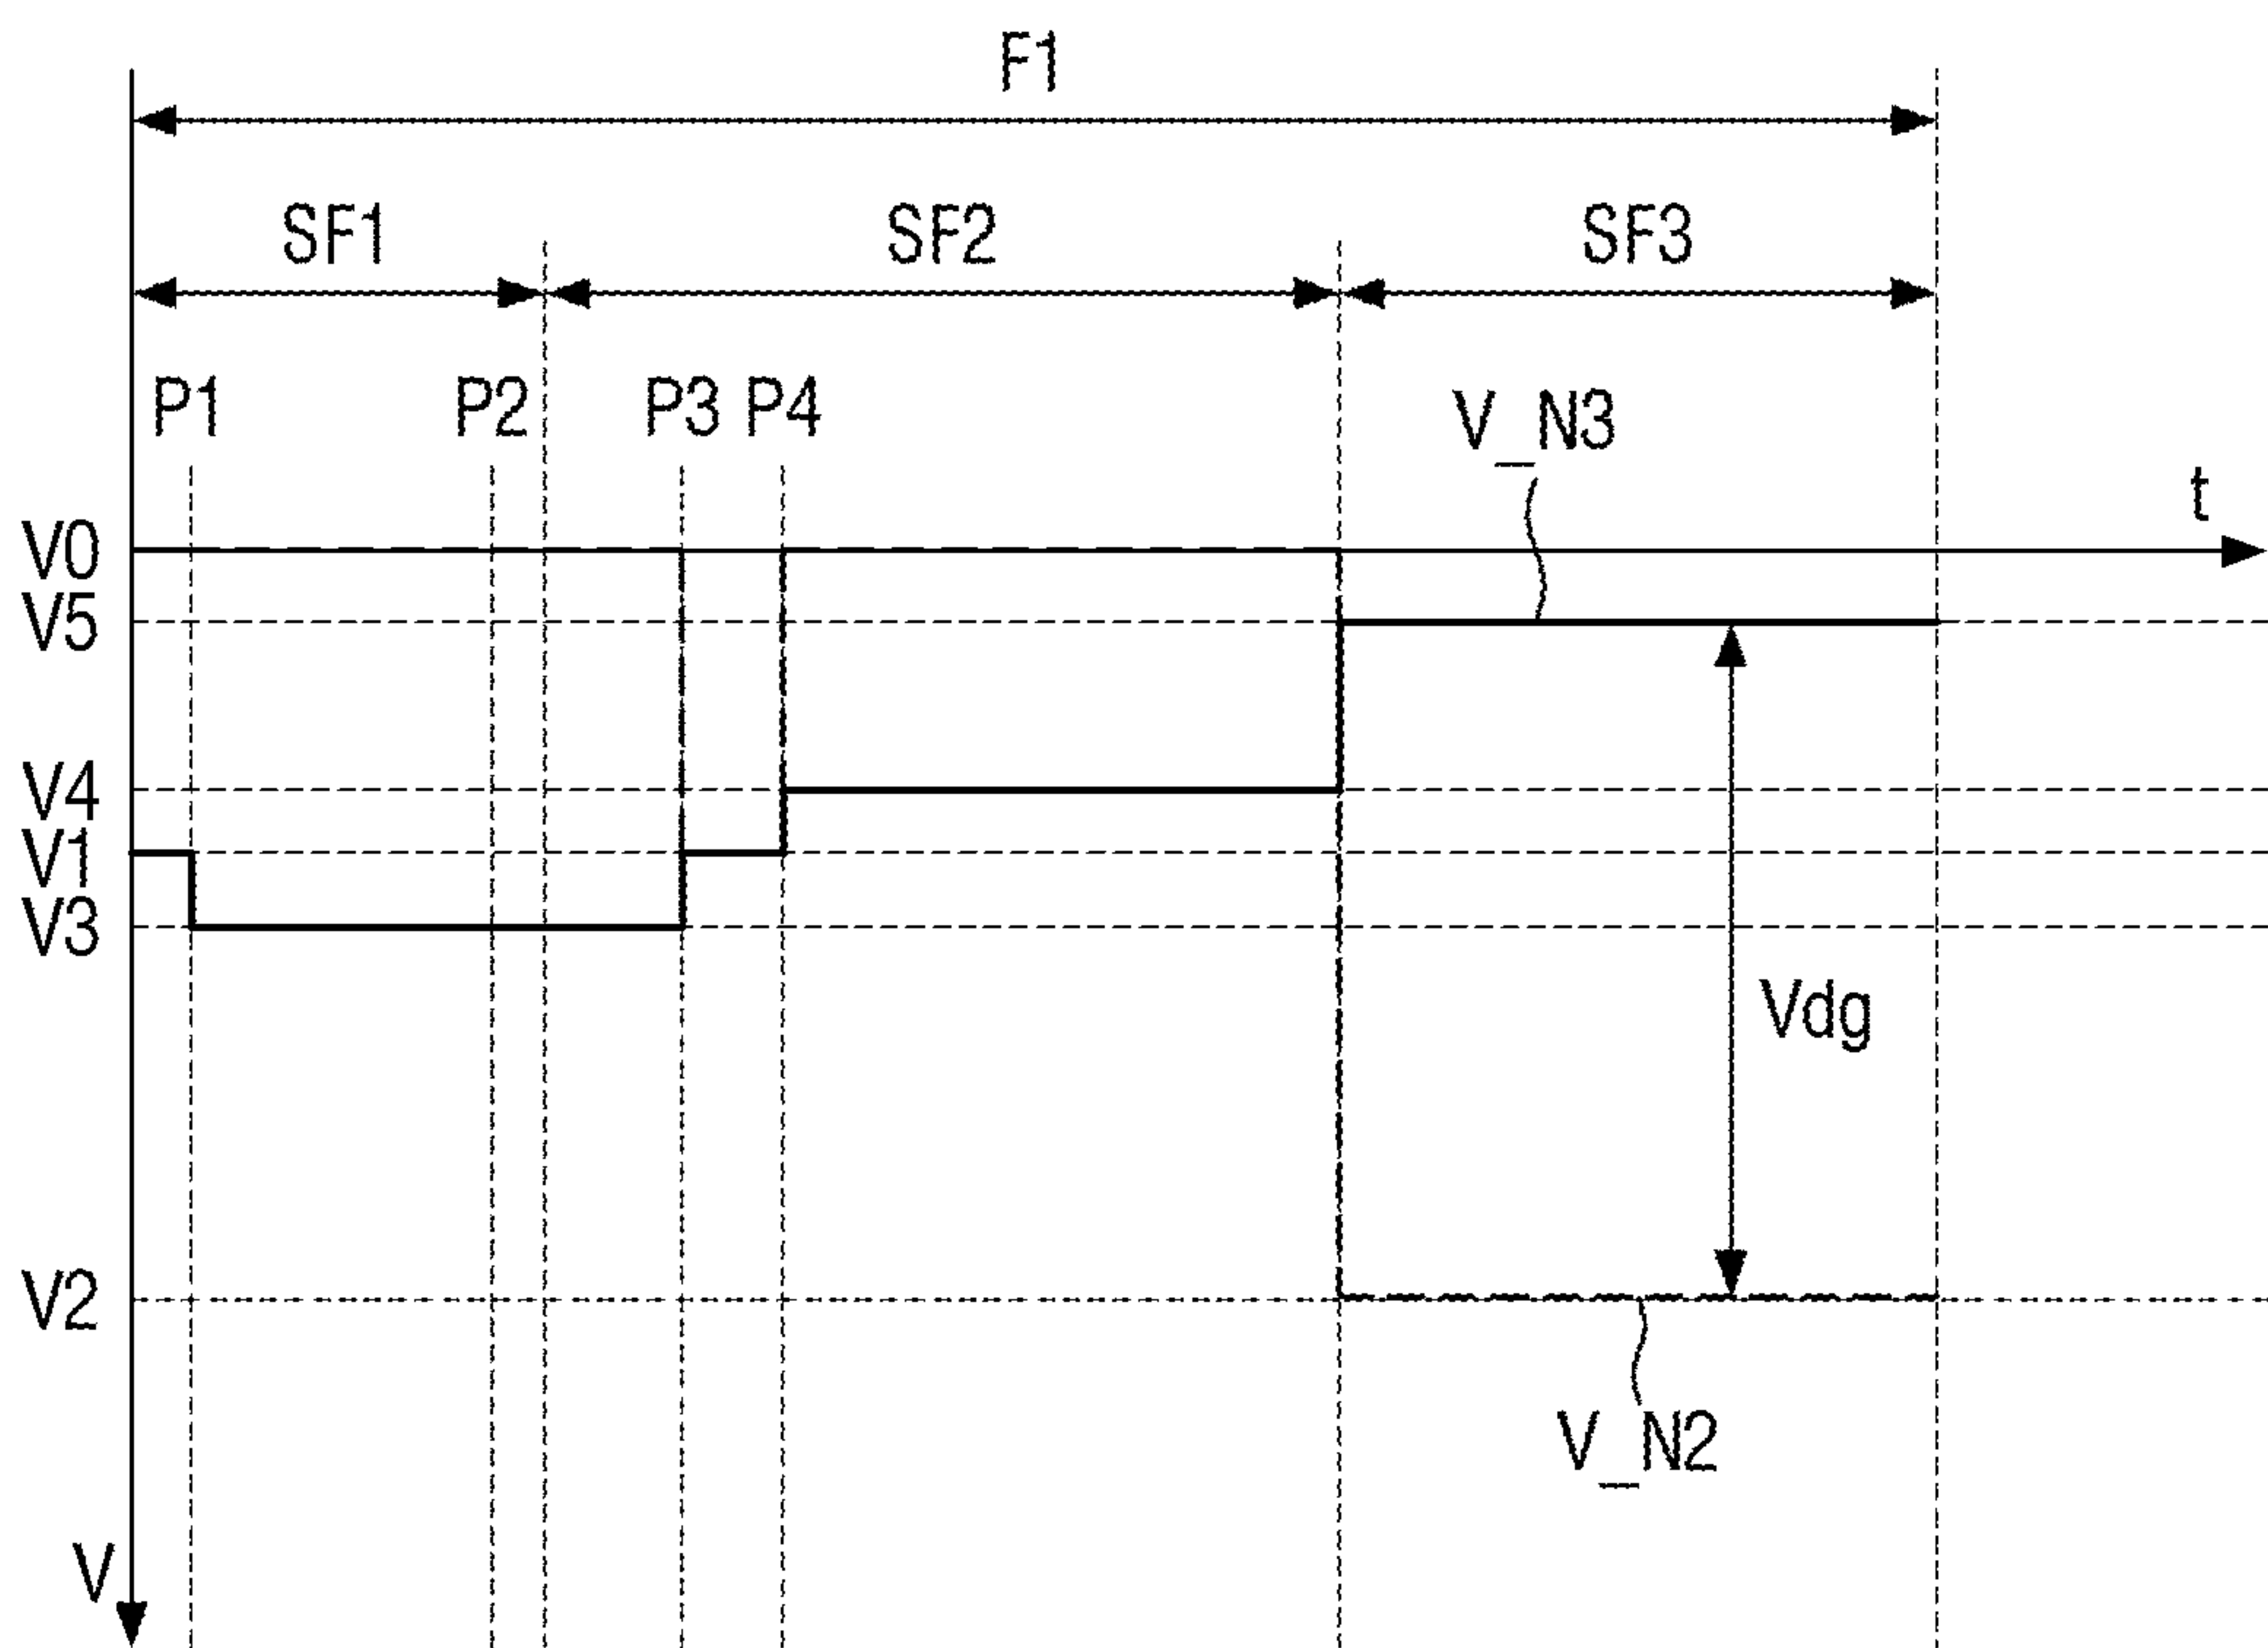 F1
SF1 SF2 SF3
P1 P2 P3 P4
V_N3
t
V0
V5
V4
V1
V3
Vdg
V2
V_N2
V